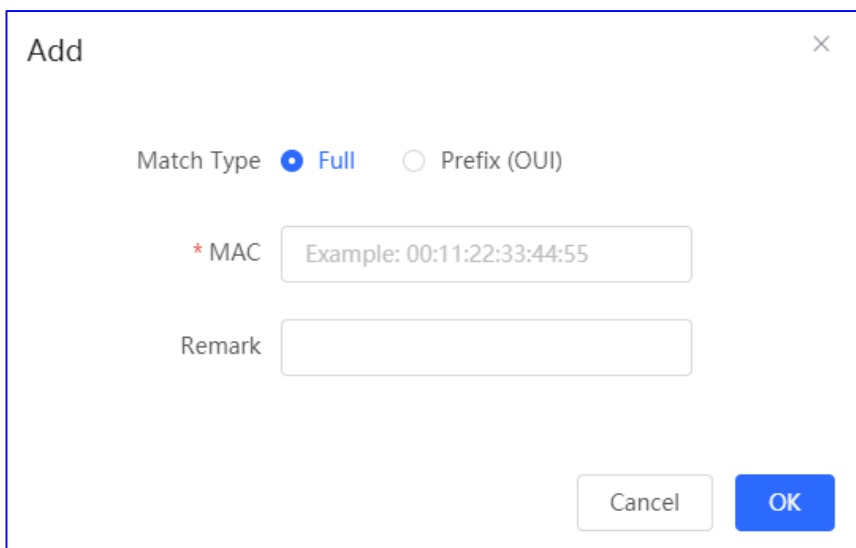 Add
Match Type Full Prefix (OUI)
* MAC Example: 00:11:22:33:44:55
Remark
Cancel OK